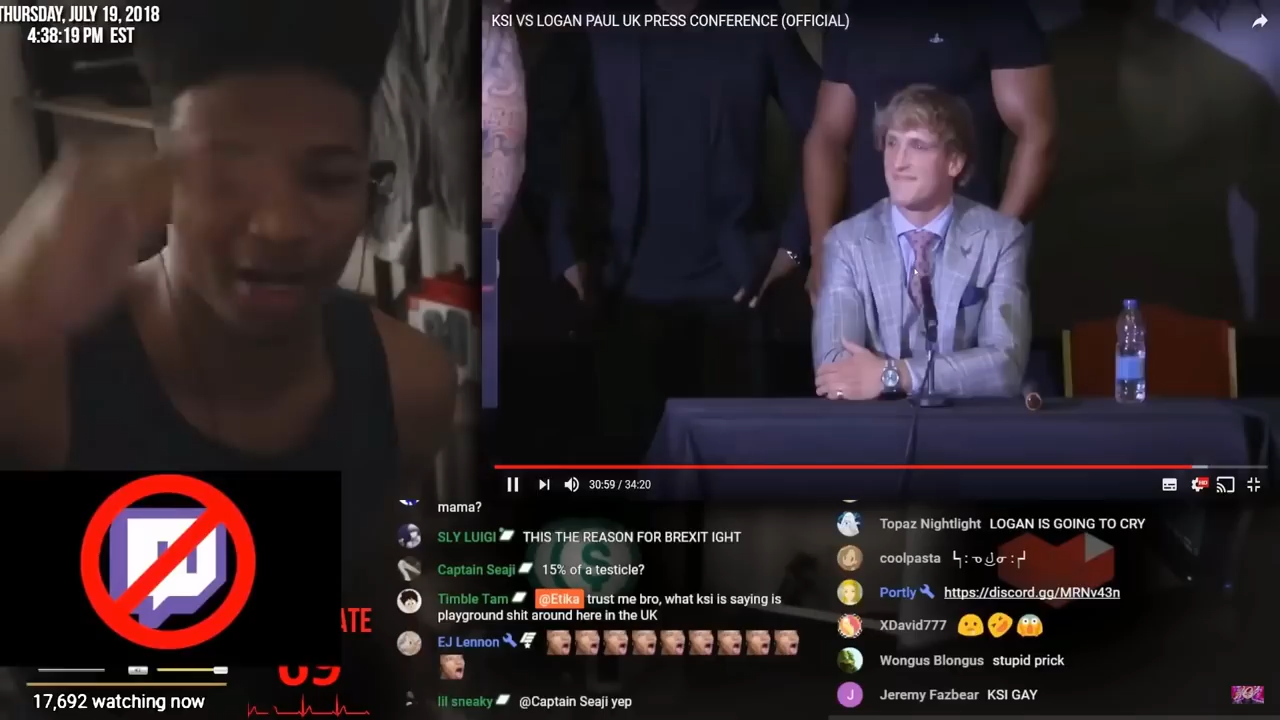 THURSDAY, JULY 19, 2018
4:38:19 PM EST
KSI VS LOGAN PAUL UK PRESS CONFERENCE (OFFICIAL)
30:59 / 34:20
mama?
SLY LUIGI THIS THE REASON FOR BREXIT IGHT
Captain Seaji 15% of a testicle?
Timble Tam @Etika trust me bro, what ksi is saying is
playground shit around here in the UK
EJ Lennon
lil sneaky @Captain Seaji yep
Topaz Nightlight LOGAN IS GOING TO CRY
coolpasta
Portly https://discord.gg/MRNv43n
XDavid777
Wongus Blongus stupid prick
J Jeremy Fazbear KSI GAY
17,692 watching now